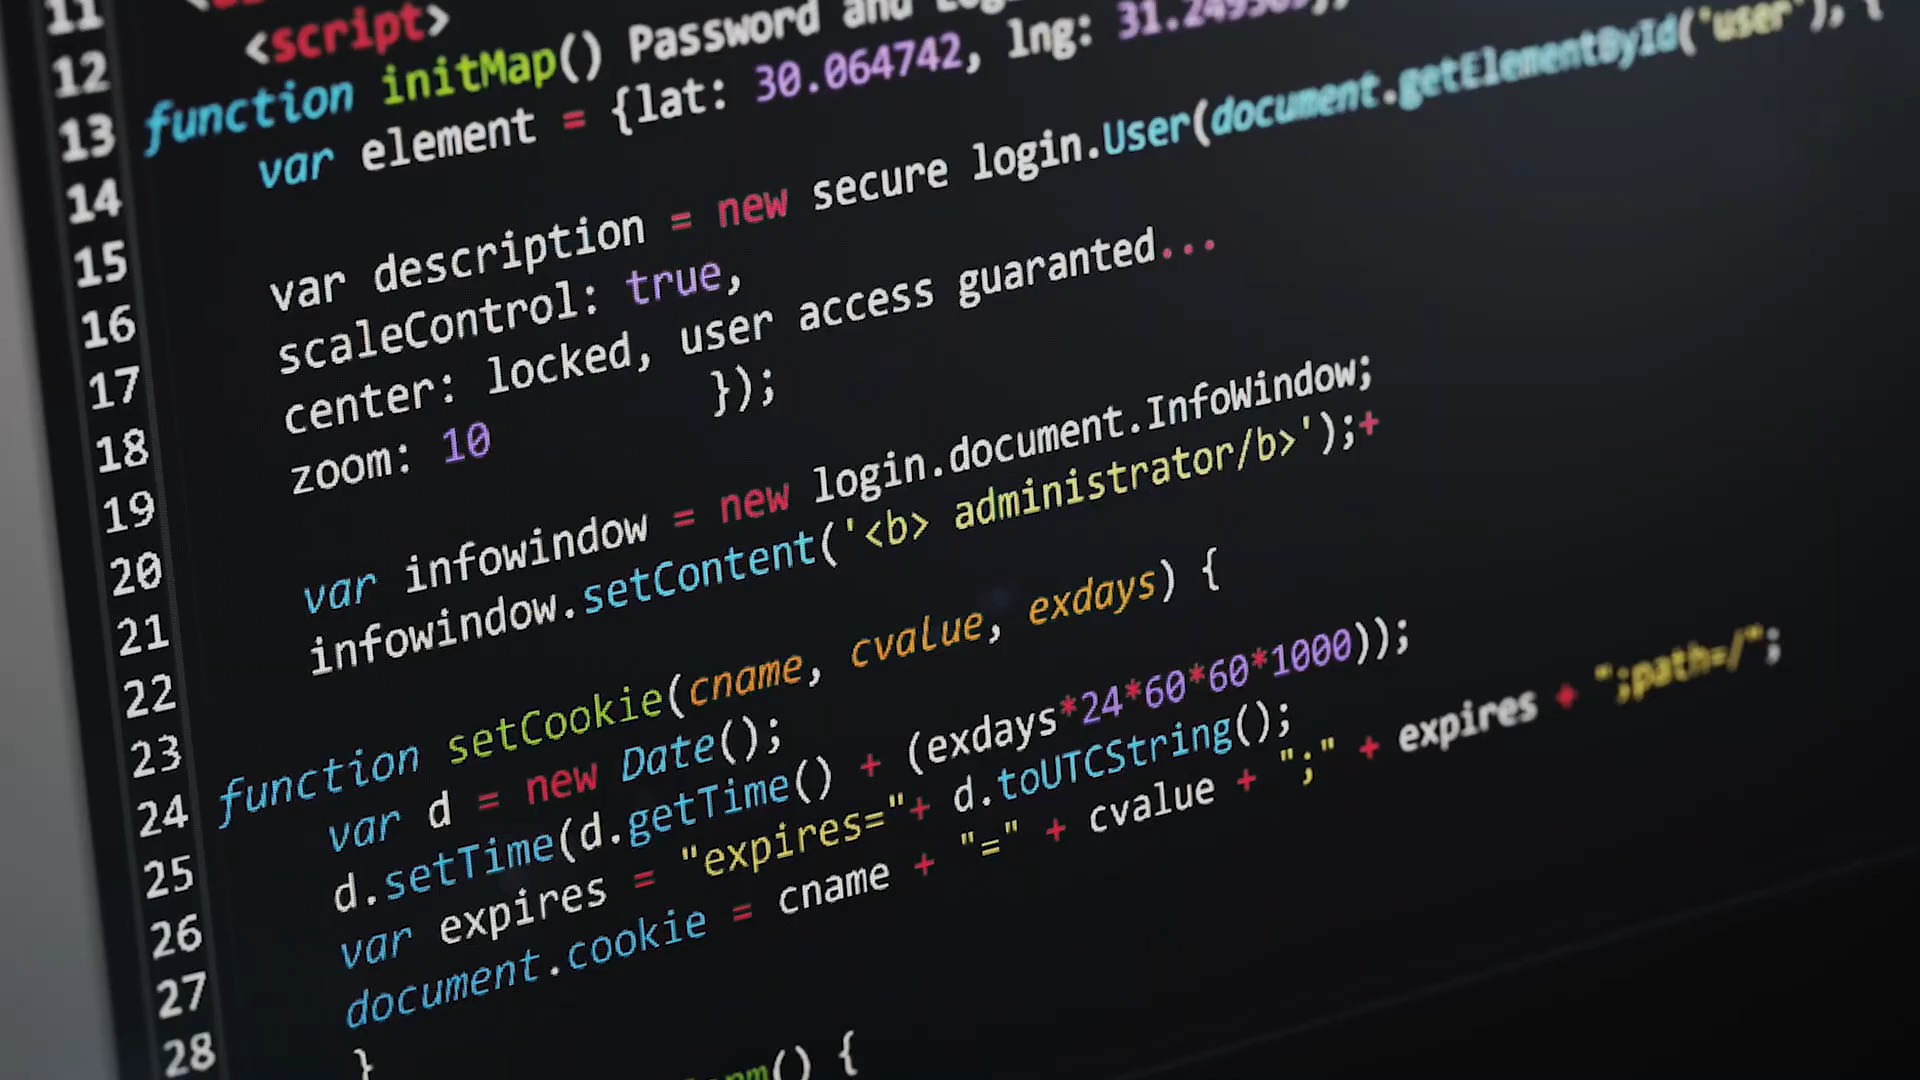 11
12 <script>
13 function initMap() Password and
14 var element = {lat: 30.064742, lng: 31.249509},
15
16 var description = new secure login.User(document.getElementById('user'), {
17 scaleControl: true,
18 center: locked, user access guaranted...
19 zoom: 10 });
20
21 var infowindow = new login.document.InfoWindow;
22 infowindow.setContent('<b> administrator/b>');+
23
24 function setCookie(cname, cvalue, exdays) {
25 var d = new Date();
26 d.setTime(d.getTime() + (exdays*24*60*60*1000));
27 var expires = "expires="+ d.toUTCString();
28 document.cookie = cname + "=" + cvalue + ";" + expires + ";path=/";
}
() {